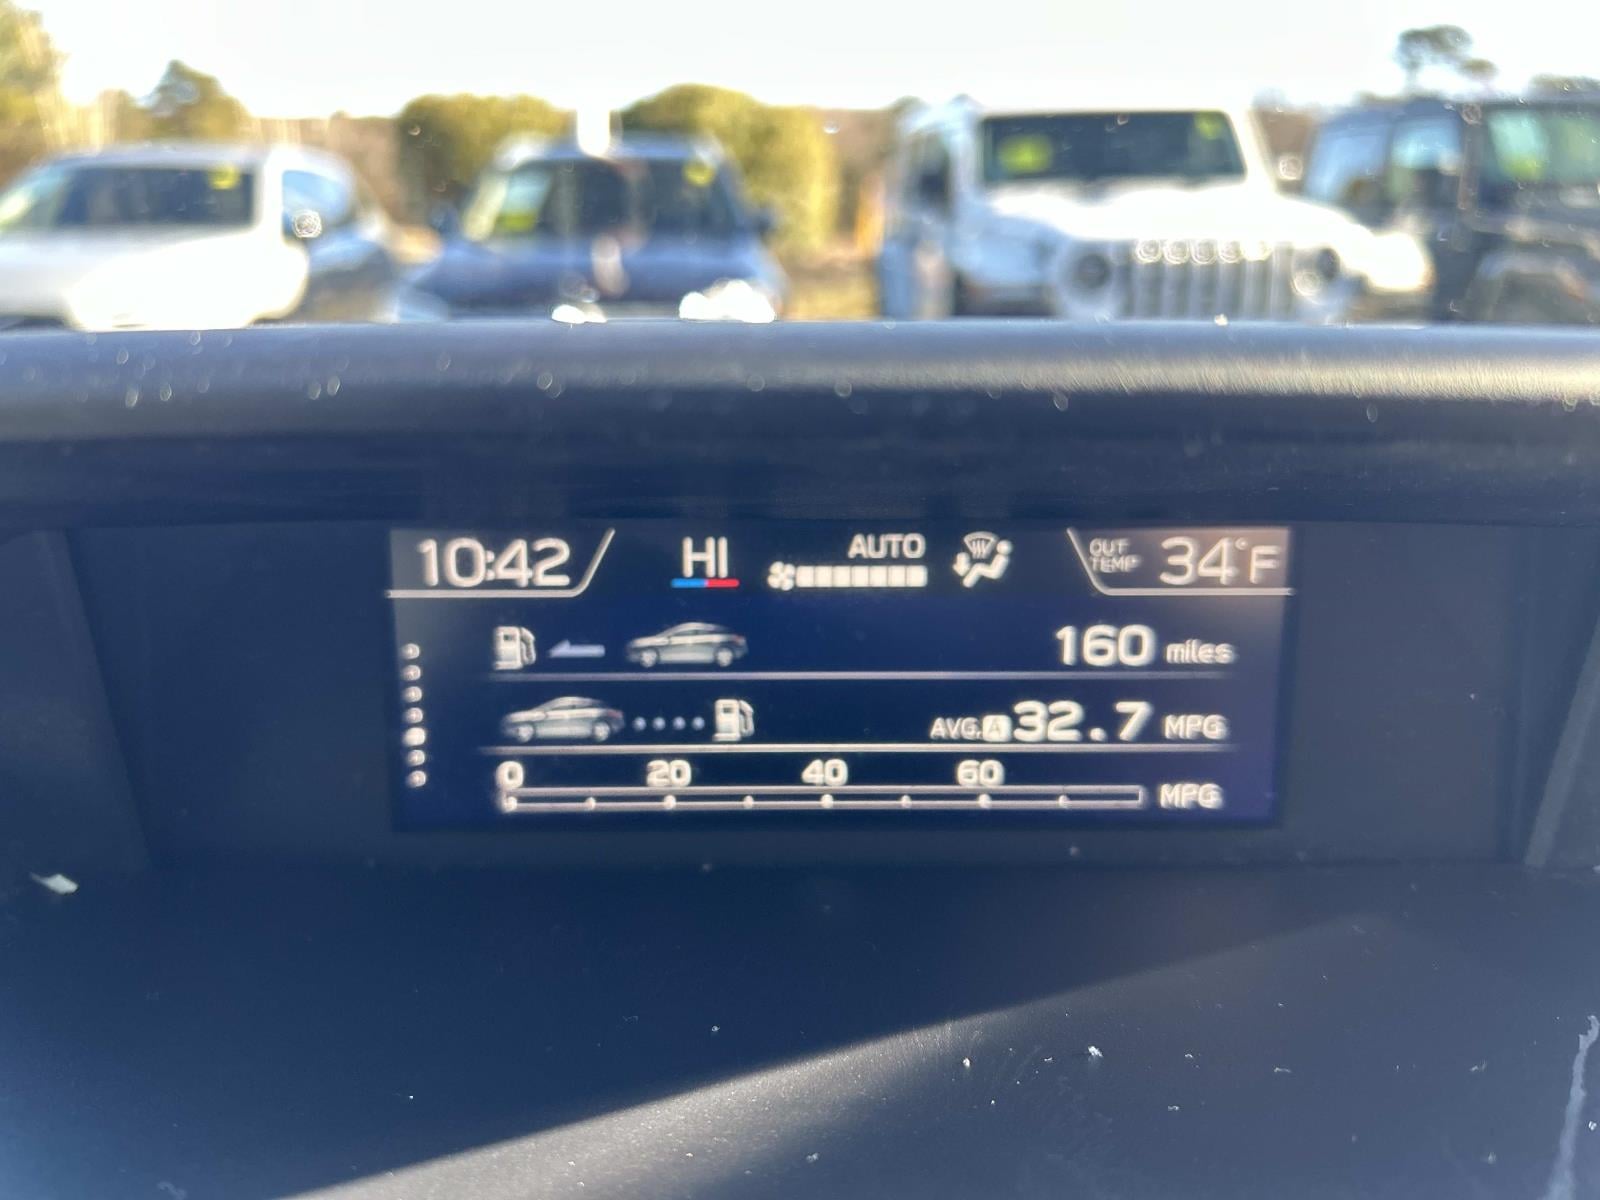 10:42 HI AUTO OUT TEMP 34°F
160 miles
AVG. A 32.7 MPG
0 20 40 60
MPG